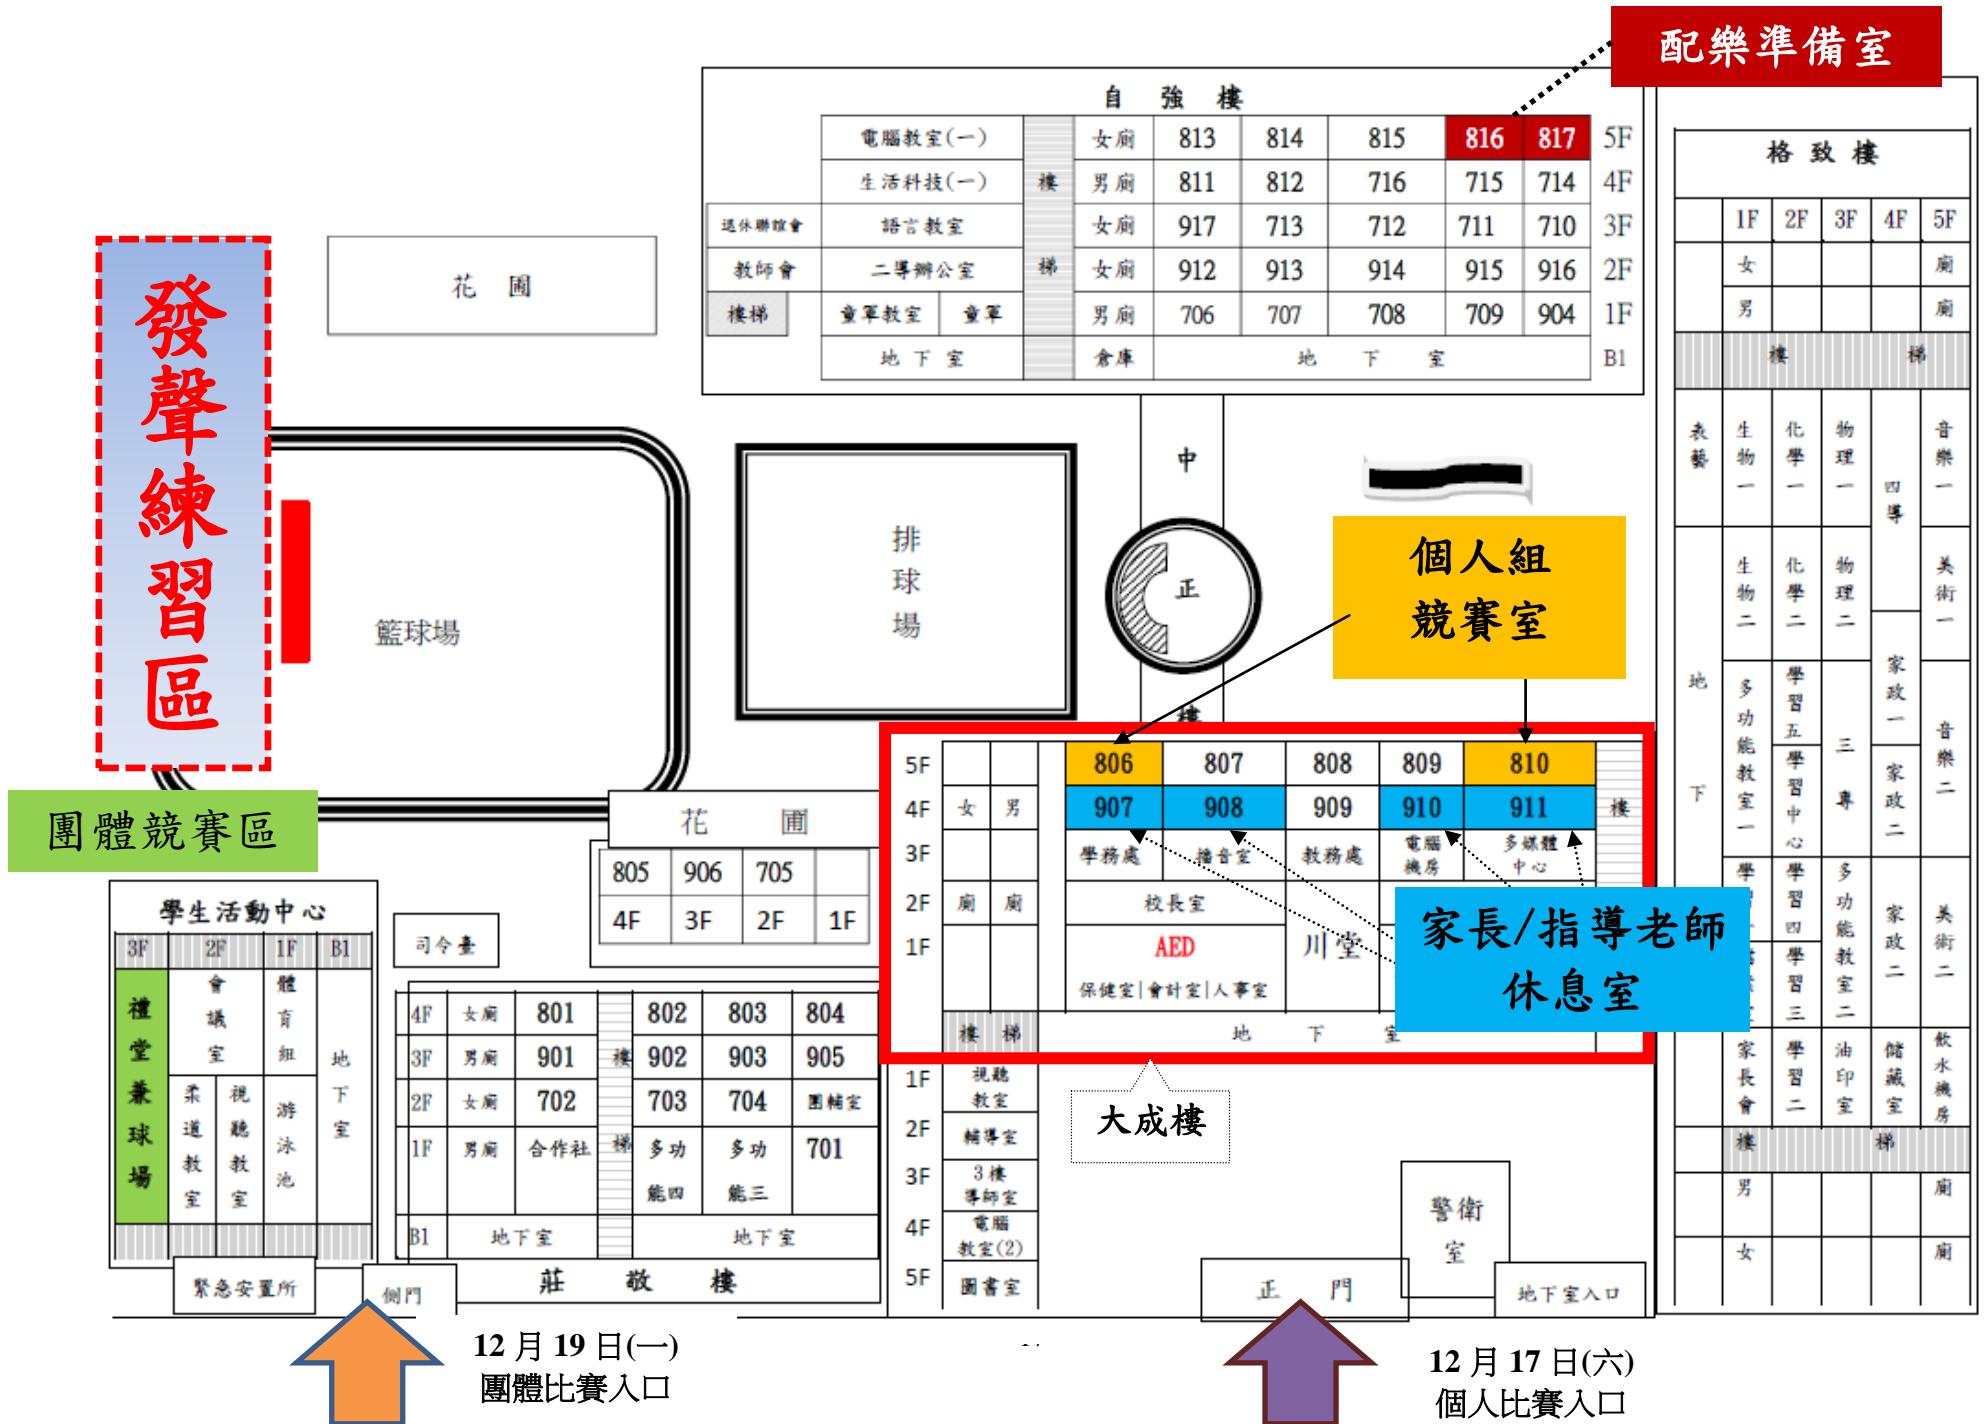 配樂準備室
自強樓
電腦教室(一) 女廁 813 814 815 816 817 5F
生活科技(一) 樓 男廁 811 812 716 715 714 4F
退休聯誼會 語言教室 女廁 917 713 712 711 710 3F
教師會 二導辦公室 梯 女廁 912 913 914 915 916 2F
樓梯 童軍教室 童軍 男廁 706 707 708 709 904 1F
地下室 倉庫 地下室 B1
格致樓
1F 2F 3F 4F 5F
女 廁
男 廁
樓梯
表藝 生物一 化學一 物理一 四導 音樂一
地下 生物二 化學二 物理二 家政一 美術一
多功能教室一 學習五 三專 音樂二
學習中心 家政二
學習四 多功能教室二 家政二 美術二
學習三
家長會 學習二 油印室 儲藏室 飲水機房
樓梯
男 廁
女 廁
發聲練習區
花圃
籃球場
排球場
中正樓
個人組
競賽室
團體競賽區
花圃
805 906 705
4F 3F 2F 1F
司令臺
5F 806 807 808 809 810
4F 女 男 907 908 909 910 911 樓
3F 學務處 播音室 教務處 電腦機房 多媒體中心
2F 廁 廁 校長室
1F AED 川堂
保健室|會計室|人事室
樓梯 地下室
家長/指導老師
休息室
大成樓
學生活動中心
3F 2F 1F B1
禮堂兼球場 會議室 體育組 地下室
柔道教室 視聽教室 游泳池
緊急安置所
側門
4F 女廁 801 802 803 804
3F 男廁 901 樓 902 903 905
2F 女廁 702 703 704 團輔室
1F 男廁 合作社 梯 多功能四 多功能三 701
B1 地下室 地下室
莊敬樓
1F 視聽教室
2F 輔導室
3F 3樓導師室
4F 電腦教室(2)
5F 圖書室
警衛室
正門
地下室入口
12月19日(一)
團體比賽入口
12月17日(六)
個人比賽入口